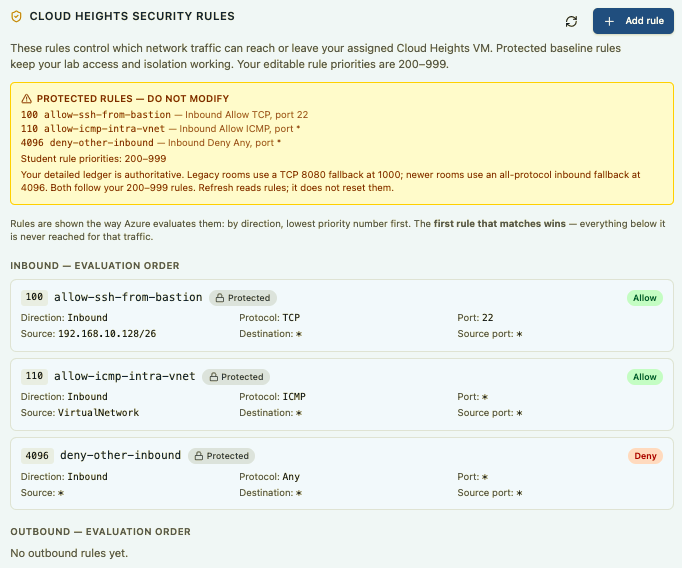 CLOUD HEIGHTS SECURITY RULES
Add rule
These rules control which network traffic can reach or leave your assigned Cloud Heights VM. Protected baseline rules
keep your lab access and isolation working. Your editable rule priorities are 200–999.
PROTECTED RULES — DO NOT MODIFY
100 allow-ssh-from-bastion — Inbound Allow TCP, port 22
110 allow-icmp-intra-vnet — Inbound Allow ICMP, port *
4096 deny-other-inbound — Inbound Deny Any, port *
Student rule priorities: 200–999
Your detailed ledger is authoritative. Legacy rooms use a TCP 8080 fallback at 1000; newer rooms use an all-protocol inbound fallback at
4096. Both follow your 200–999 rules. Refresh reads rules; it does not reset them.
Rules are shown the way Azure evaluates them: by direction, lowest priority number first. The first rule that matches wins — everything below it
is never reached for that traffic.
INBOUND — EVALUATION ORDER
100 allow-ssh-from-bastion Protected Allow
Direction: Inbound Protocol: TCP Port: 22
Source: 192.168.10.128/26 Destination: * Source port: *
110 allow-icmp-intra-vnet Protected Allow
Direction: Inbound Protocol: ICMP Port: *
Source: VirtualNetwork Destination: * Source port: *
4096 deny-other-inbound Protected Deny
Direction: Inbound Protocol: Any Port: *
Source: * Destination: * Source port: *
OUTBOUND — EVALUATION ORDER
No outbound rules yet.